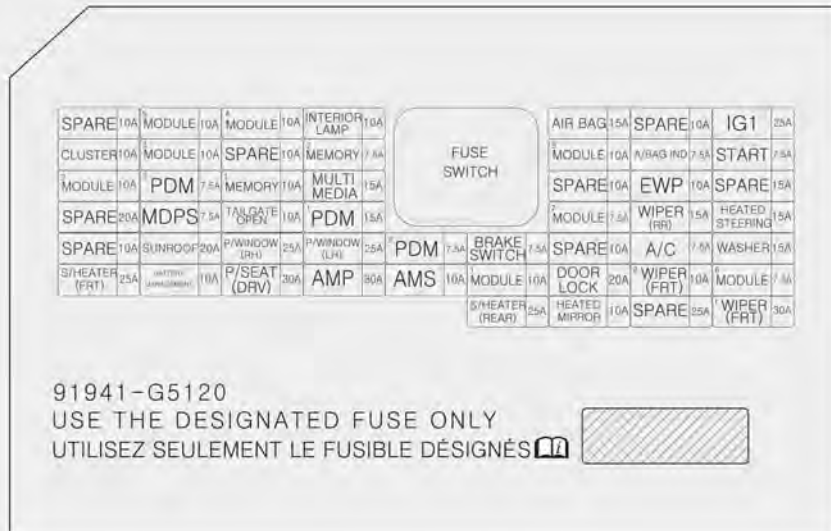 SPARE 10A 5 MODULE 10A 4 MODULE 10A INTERIOR LAMP 10A FUSE SWITCH AIR BAG 15A SPARE 10A IG1 25A
CLUSTER 10A MODULE 10A SPARE 10A MEMORY 7.5A MODULE 10A A/BAG IND 7.5A START 7.5A
2 MODULE 10A PDM 7.5A MEMORY 10A MULTI MEDIA 15A SPARE 10A EWP 10A SPARE 15A
SPARE 20A MDPS 7.5A TAILGATE OPEN 10A 1 PDM 15A 7 MODULE 7.5A WIPER (RR) 15A HEATED STEERING 15A
SPARE 10A SUNROOF 20A P/WINDOW (RH) 25A P/WINDOW (LH) 25A PDM 7.5A BRAKE SWITCH 7.5A SPARE 10A A/C 7.5A WASHER 15A
S/HEATER (FRT) 25A 10A P/SEAT (DRV) 30A AMP 30A AMS 10A MODULE 10A DOOR LOCK 20A WIPER (FRT) 10A MODULE 7.5A
S/HEATER (REAR) 25A HEATED MIRROR 10A SPARE 25A 1 WIPER (FRT) 30A
91941-G5120
USE THE DESIGNATED FUSE ONLY
UTILISEZ SEULEMENT LE FUSIBLE DÉSIGNÉS